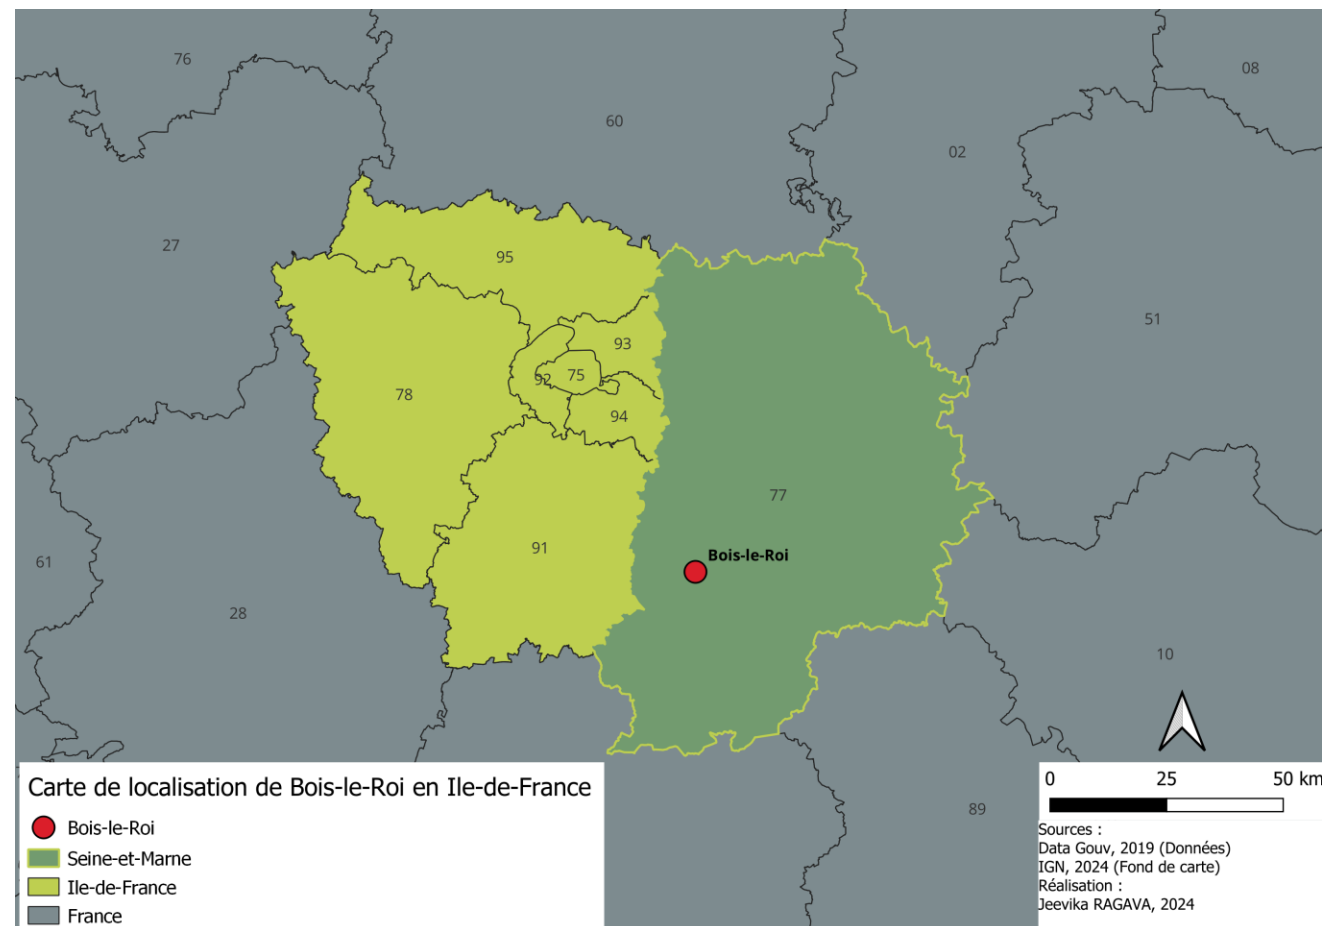 76
08
60
02
27
95
51
93
92
75
78
94
77
91
Bois-le-Roi
61
28
10
89
Carte de localisation de Bois-le-Roi en Ile-de-France
Bois-le-Roi
Seine-et-Marne
Ile-de-France
France
0 25 50 km
Sources :
Data Gouv, 2019 (Données)
IGN, 2024 (Fond de carte)
Réalisation :
Jeevika RAGAVA, 2024